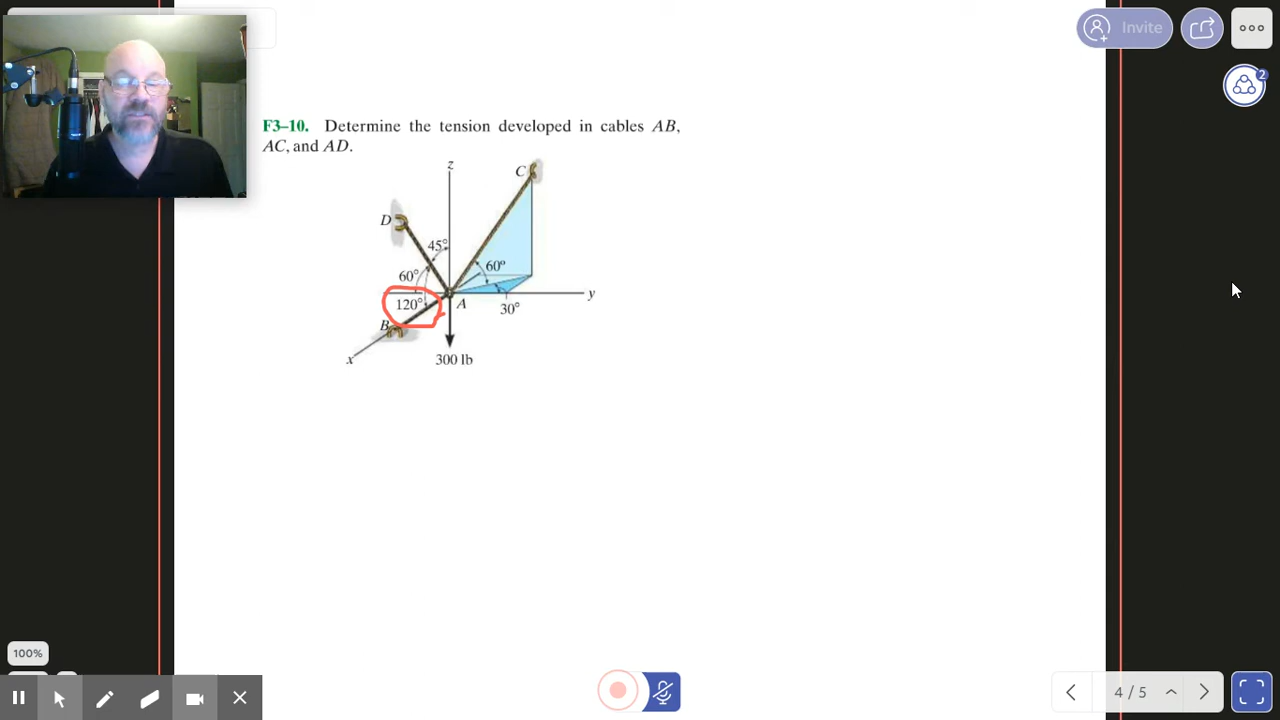 Invite
2
F3–10. Determine the tension developed in cables AB,
AC, and AD.
z
C
D
45°
60°
60°
120°
A
y
30°
B
x
300 lb
100%
4 / 5